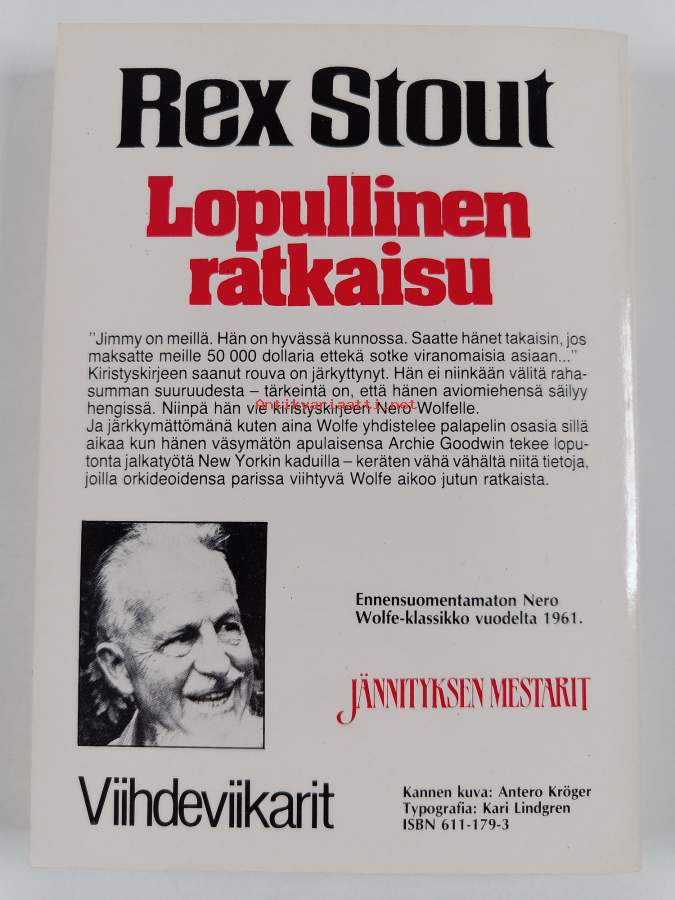 Rex Stout
Lopullinen
ratkaisu
"Jimmy on meillä. Hän on hyvässä kunnossa. Saatte hänet takaisin, jos
maksatte meille 50 000 dollaria ettekä sotke viranomaisia asiaan..."
Kiristyskirjeen saanut rouva on järkyttynyt. Hän ei niinkään välitä raha-
summan suuruudesta – tärkeintä on, että hänen aviomiehensä säilyy
hengissä. Niinpä hän vie kiristyskirjeen Nero Wolfelle.
Antikvariaatti.net
Ja järkkymättömänä kuten aina Wolfe yhdistelee palapelin osasia sillä
aikaa kun hänen väsymätön apulaisensa Archie Goodwin tekee lopu-
tonta jalkatyötä New Yorkin kaduilla – keräten vähä vähältä niitä tietoja,
joilla orkideoidensa parissa viihtyvä Wolfe aikoo jutun ratkaista.
Ennensuomentamaton Nero
Wolfe-klassikko vuodelta 1961.
JÄNNITYKSEN MESTARIT
Viihdeviikarit
Kannen kuva: Antero Kröger
Typografia: Kari Lindgren
ISBN 611-179-3